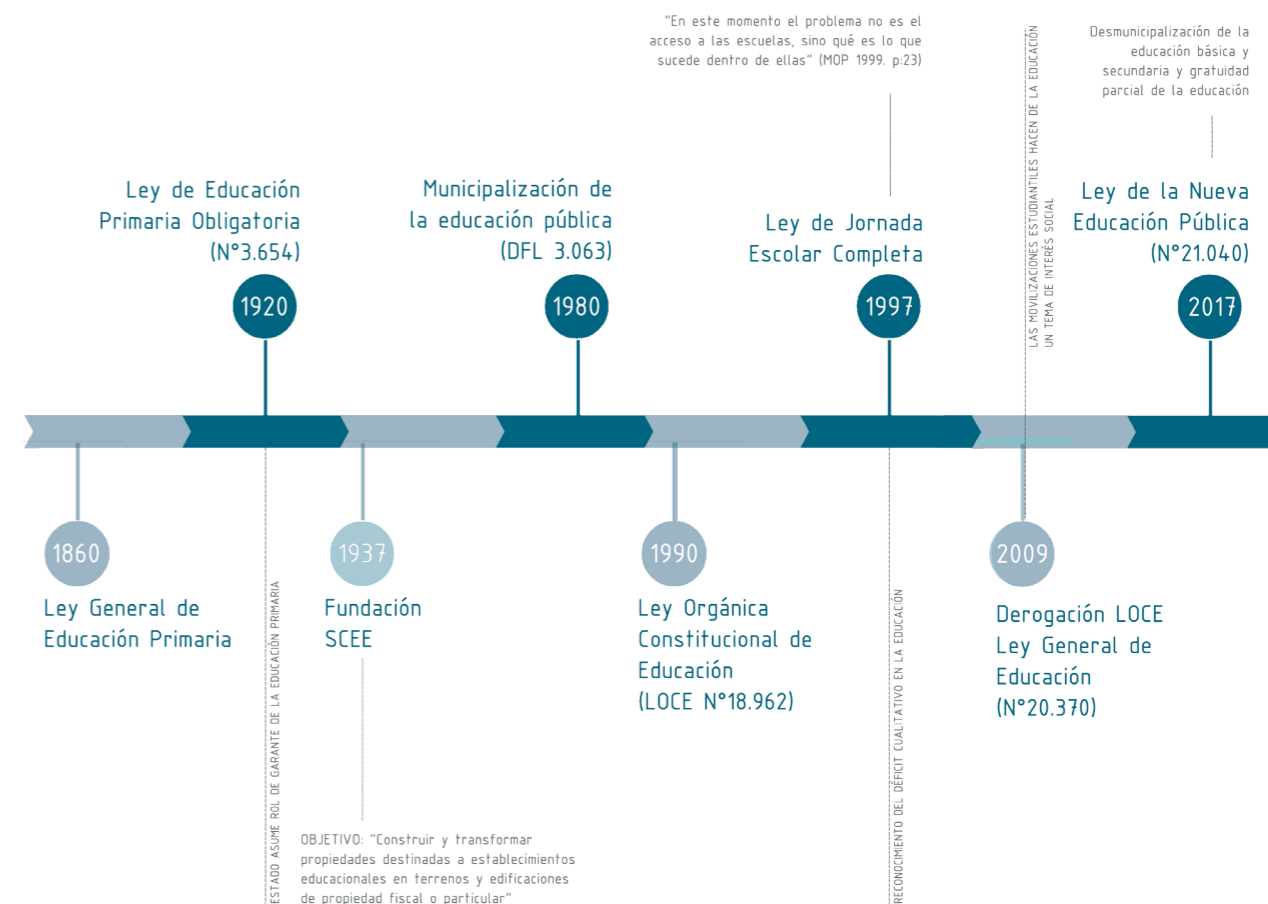 "En este momento el problema no es el
acceso a las escuelas, sino qué es lo que
sucede dentro de ellas" (MOP 1999. p:23)
LAS MOVILIZACIONES ESTUDIANTILES HACEN DE LA EDUCACIÓN
UN TEMA DE INTERÉS SOCIAL
Desmunicipalización de la
educación básica y
secundaria y gratuidad
parcial de la educación
Ley de Educación
Primaria Obligatoria
(N°3.654)
1920
Municipalización de
la educación pública
(DFL 3.063)
1980
Ley de Jornada
Escolar Completa
1997
Ley de la Nueva
Educación Pública
(N°21.040)
2017
1860
Ley General de
Educación Primaria
ESTADO ASUME ROL DE GARANTE DE LA EDUCACIÓN PRIMARIA
1937
Fundación
SCEE
OBJETIVO: "Construir y transformar
propiedades destinadas a establecimientos
educacionales en terrenos y edificaciones
de propiedad fiscal o particular"
1990
Ley Orgánica
Constitucional de
Educación
(LOCE N°18.962)
RECONOCIMIENTO DEL DÉFICIT CUALITATIVO EN LA EDUCACIÓN
2009
Derogación LOCE
Ley General de
Educación
(N°20.370)